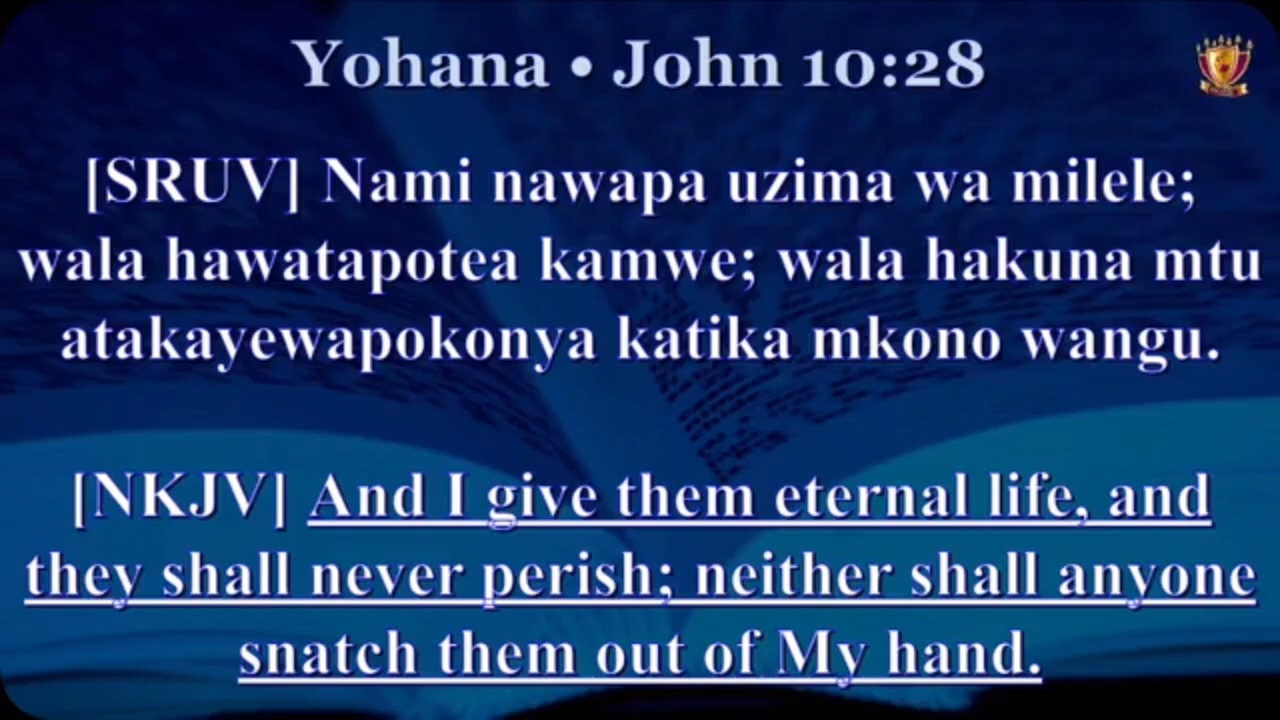 Yohana • John 10:28
[SRUV] Nami nawapa uzima wa milele;
wala hawatapotea kamwe; wala hakuna mtu
atakayewapokonya katika mkono wangu.
[NKJV] And I give them eternal life, and
they shall never perish; neither shall anyone
snatch them out of My hand.